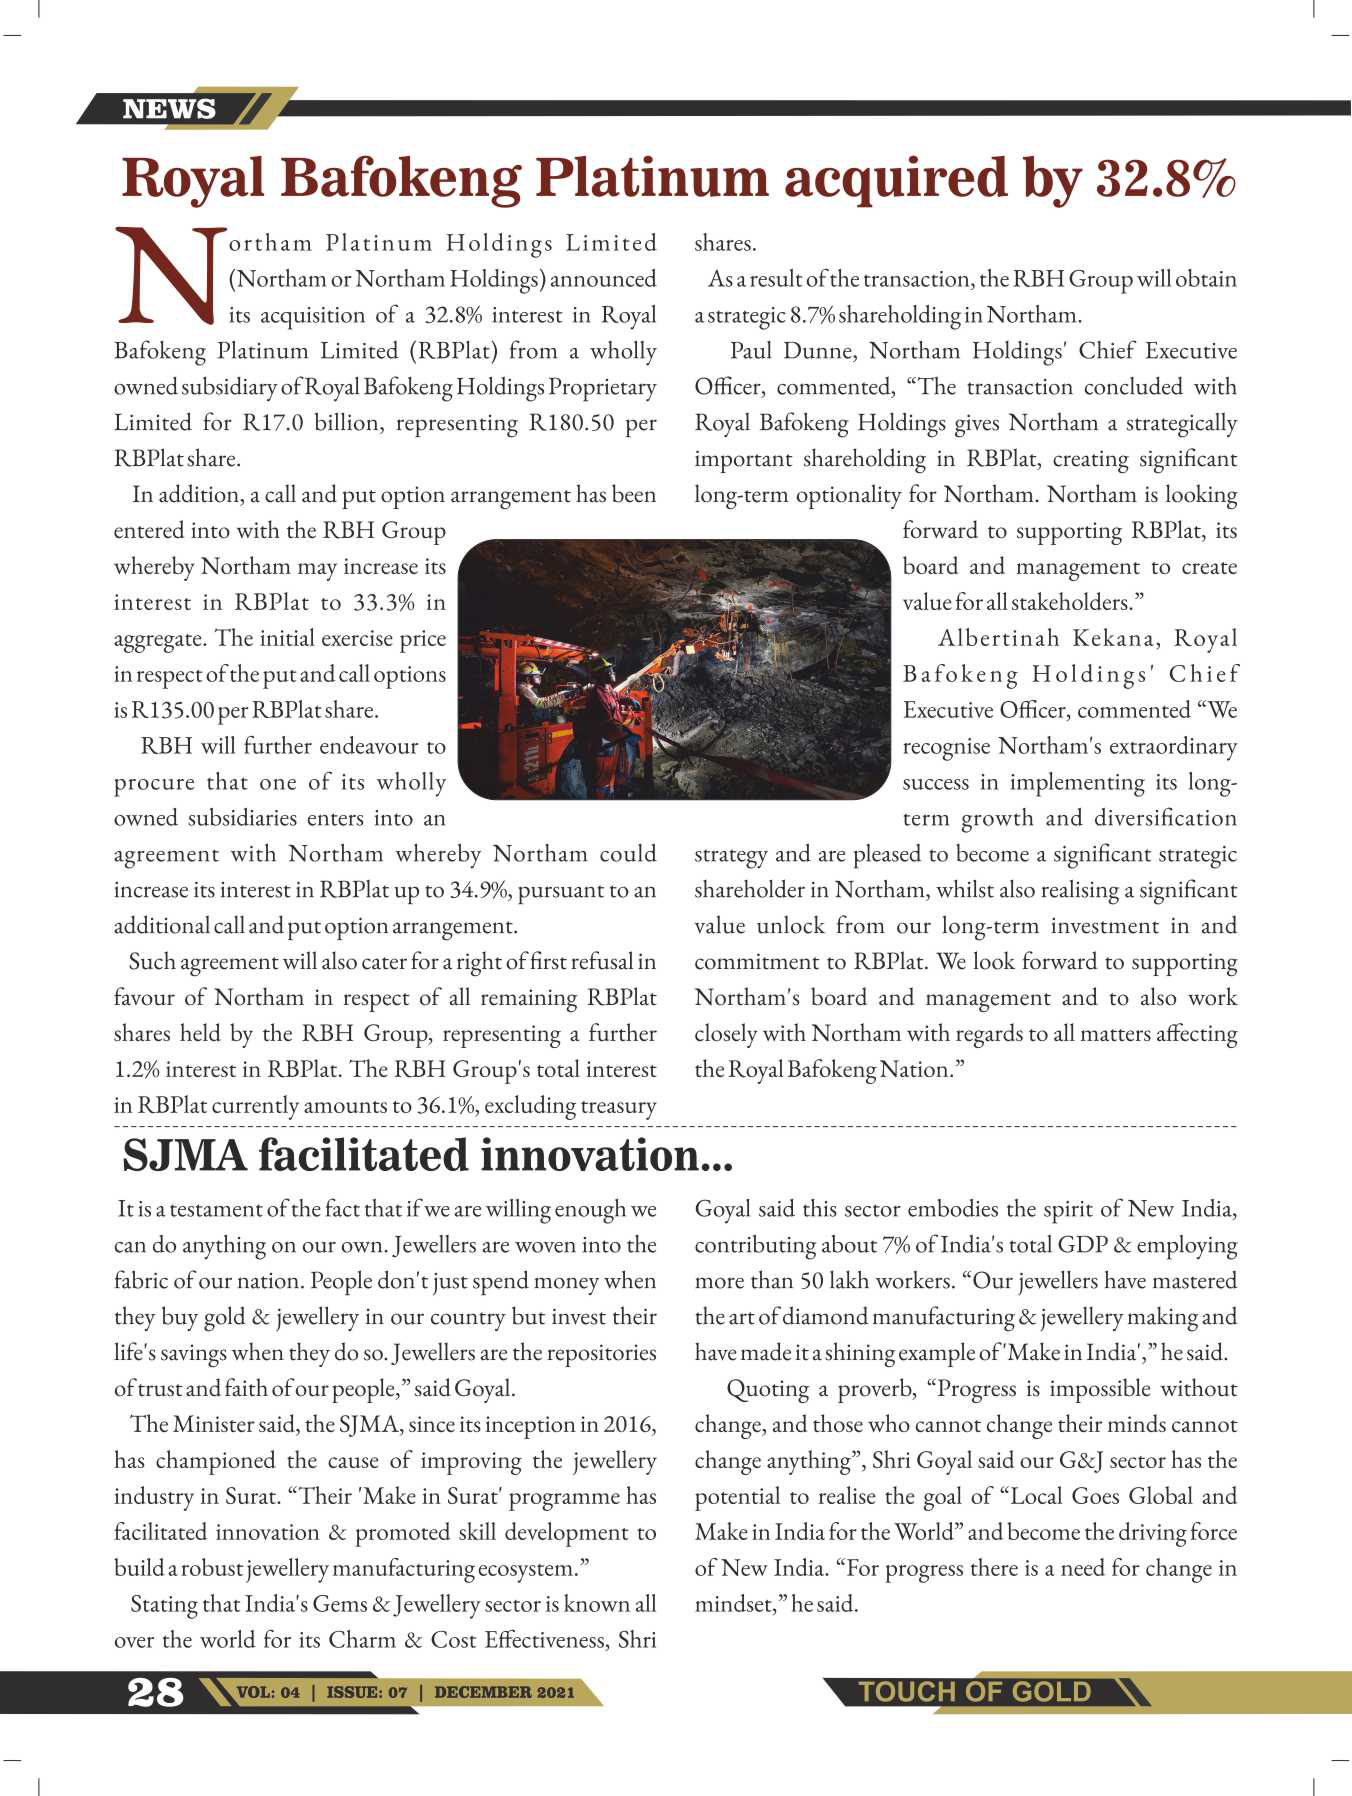 NEWS
Royal Bafokeng Platinum acquired by 32.8%
Northam Platinum Holdings Limited
(Northam or Northam Holdings) announced
its acquisition of a 32.8% interest in Royal
Bafokeng Platinum Limited (RBPlat) from a wholly
owned subsidiary of Royal Bafokeng Holdings Proprietary
Limited for R17.0 billion, representing R180.50 per
RBPlat share.
In addition, a call and put option arrangement has been
entered into with the RBH Group
whereby Northam may increase its
interest in RBPlat to 33.3% in
aggregate. The initial exercise price
in respect of the put and call options
is R135.00 per RBPlat share.
RBH will further endeavour to
procure that one of its wholly
owned subsidiaries enters into an
agreement with Northam whereby Northam could
increase its interest in RBPlat up to 34.9%, pursuant to an
additional call and put option arrangement.
Such agreement will also cater for a right of first refusal in
favour of Northam in respect of all remaining RBPlat
shares held by the RBH Group, representing a further
1.2% interest in RBPlat. The RBH Group's total interest
in RBPlat currently amounts to 36.1%, excluding treasury
shares.
As a result of the transaction, the RBH Group will obtain
a strategic 8.7% shareholding in Northam.
Paul Dunne, Northam Holdings' Chief Executive
Officer, commented, “The transaction concluded with
Royal Bafokeng Holdings gives Northam a strategically
important shareholding in RBPlat, creating significant
long-term optionality for Northam. Northam is looking
forward to supporting RBPlat, its
board and management to create
value for all stakeholders.”
Albertinah Kekana, Royal
Bafokeng Holdings' Chief
Executive Officer, commented “We
recognise Northam's extraordinary
success in implementing its long-
term growth and diversification
strategy and are pleased to become a significant strategic
shareholder in Northam, whilst also realising a significant
value unlock from our long-term investment in and
commitment to RBPlat. We look forward to supporting
Northam's board and management and to also work
closely with Northam with regards to all matters affecting
the Royal Bafokeng Nation.”
SJMA facilitated innovation...
It is a testament of the fact that if we are willing enough we
can do anything on our own. Jewellers are woven into the
fabric of our nation. People don't just spend money when
they buy gold & jewellery in our country but invest their
life's savings when they do so. Jewellers are the repositories
of trust and faith of our people,” said Goyal.
The Minister said, the SJMA, since its inception in 2016,
has championed the cause of improving the jewellery
industry in Surat. “Their 'Make in Surat' programme has
facilitated innovation & promoted skill development to
build a robust jewellery manufacturing ecosystem.”
Stating that India's Gems & Jewellery sector is known all
over the world for its Charm & Cost Effectiveness, Shri
Goyal said this sector embodies the spirit of New India,
contributing about 7% of India's total GDP & employing
more than 50 lakh workers. “Our jewellers have mastered
the art of diamond manufacturing & jewellery making and
have made it a shining example of 'Make in India',” he said.
Quoting a proverb, “Progress is impossible without
change, and those who cannot change their minds cannot
change anything”, Shri Goyal said our G&J sector has the
potential to realise the goal of “Local Goes Global and
Make in India for the World” and become the driving force
of New India. “For progress there is a need for change in
mindset,” he said.
28 VOL: 04 | ISSUE: 07 | DECEMBER 2021
TOUCH OF GOLD